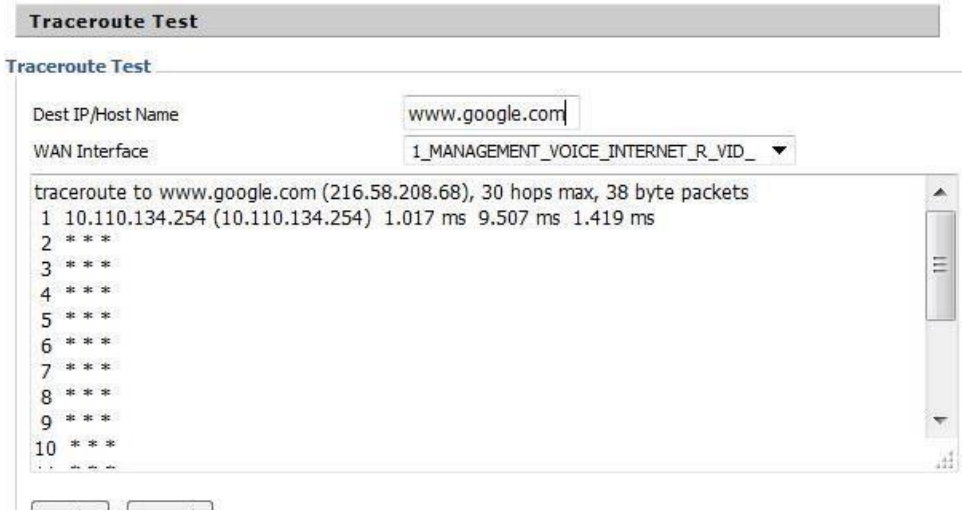 Traceroute Test
Traceroute Test
Dest IP/Host Name www.google.com
WAN Interface 1_MANAGEMENT_VOICE_INTERNET_R_VID_
traceroute to www.google.com (216.58.208.68), 30 hops max, 38 byte packets
1 10.110.134.254 (10.110.134.254) 1.017 ms 9.507 ms 1.419 ms
2 * * *
3 * * *
4 * * *
5 * * *
6 * * *
7 * * *
8 * * *
9 * * *
10 * * *